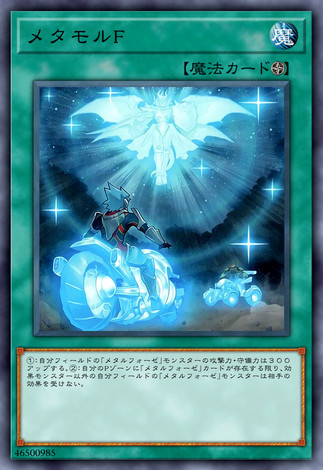 メタモルF
魔
【魔法カード】
①:自分フィールドの「メタルフォーゼ」モンスターの攻撃力・守備力は３００
アップする。②:自分のPゾーンに「メタルフォーゼ」カードが存在する限り、効
果モンスター以外の自分フィールドの「メタルフォーゼ」モンスターは相手の
効果を受けない。
46500985